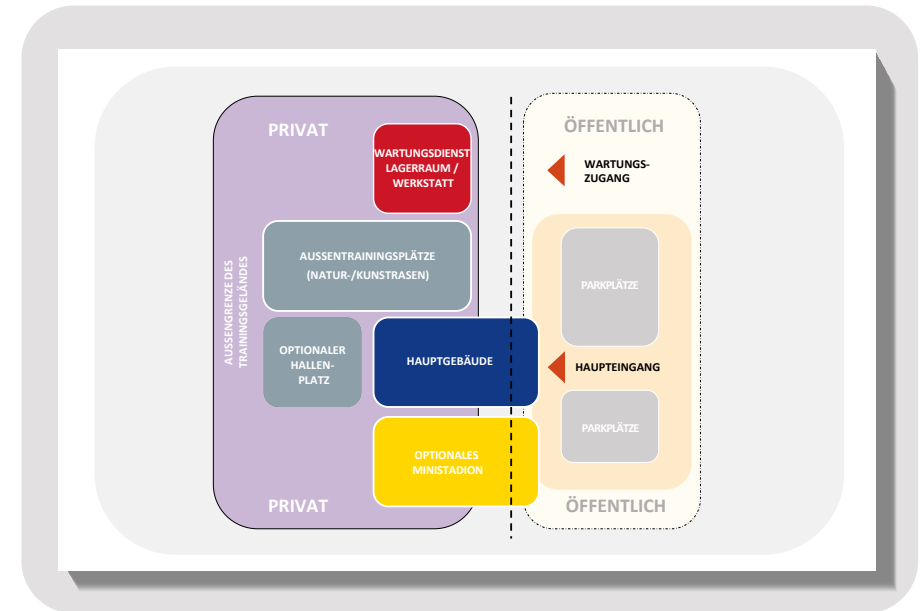 PRIVAT
ÖFFENTLICH
WARTUNGSDIENST
LAGERRAUM /
WERKSTATT
WARTUNGS-
ZUGANG
AUSSENGRENZE DES
TRAININGSGELÄNDES
AUSSENTRAININGSPLÄTZE
(NATUR-/KUNSTRASEN)
PARKPLÄTZE
OPTIONALER
HALLEN-
PLATZ
HAUPTGEBÄUDE
HAUPTEINGANG
PARKPLÄTZE
OPTIONALES
MINISTADION
PRIVAT
ÖFFENTLICH